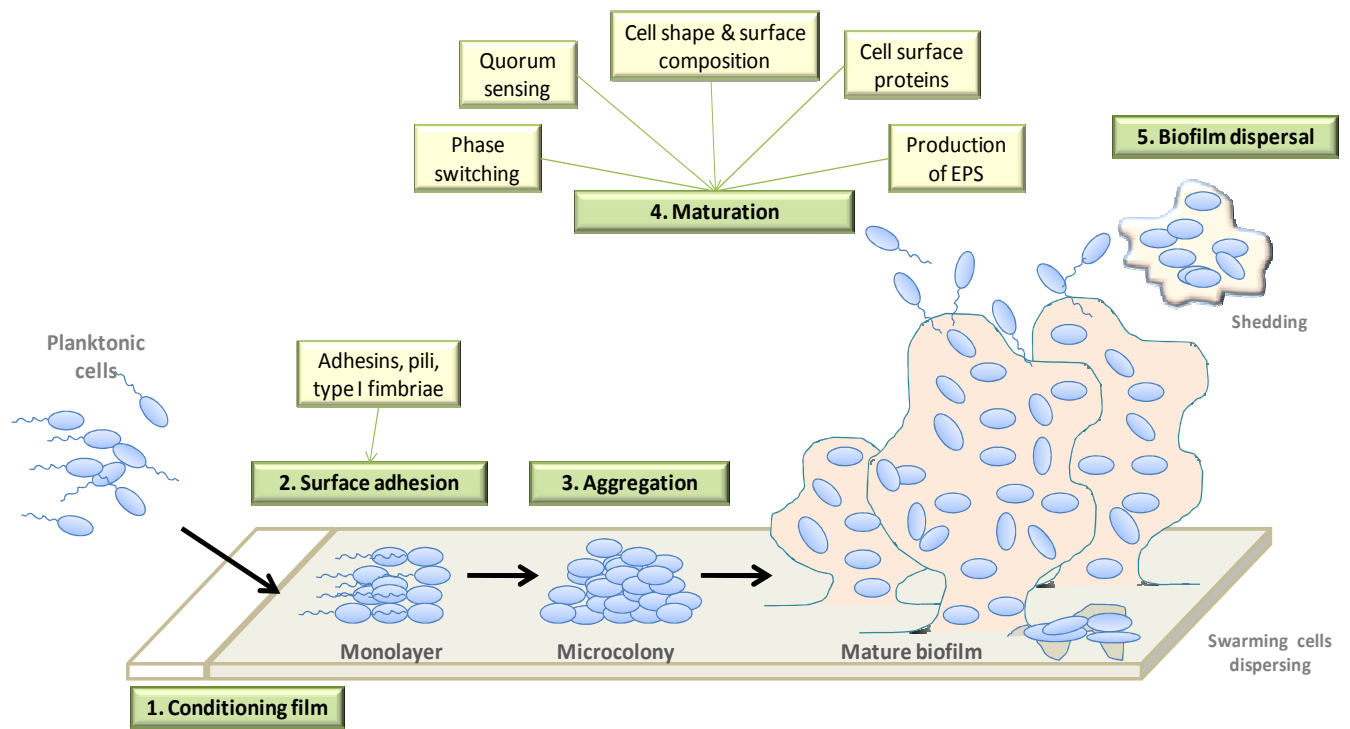 Cell shape & surface
composition
Quorum
sensing
Cell surface
proteins
Phase
switching
Production
of EPS
5. Biofilm dispersal
4. Maturation
Shedding
Planktonic
cells
Adhesins, pili,
type I fimbriae
2. Surface adhesion
3. Aggregation
Monolayer
Microcolony
Mature biofilm
Swarming cells
dispersing
1. Conditioning film